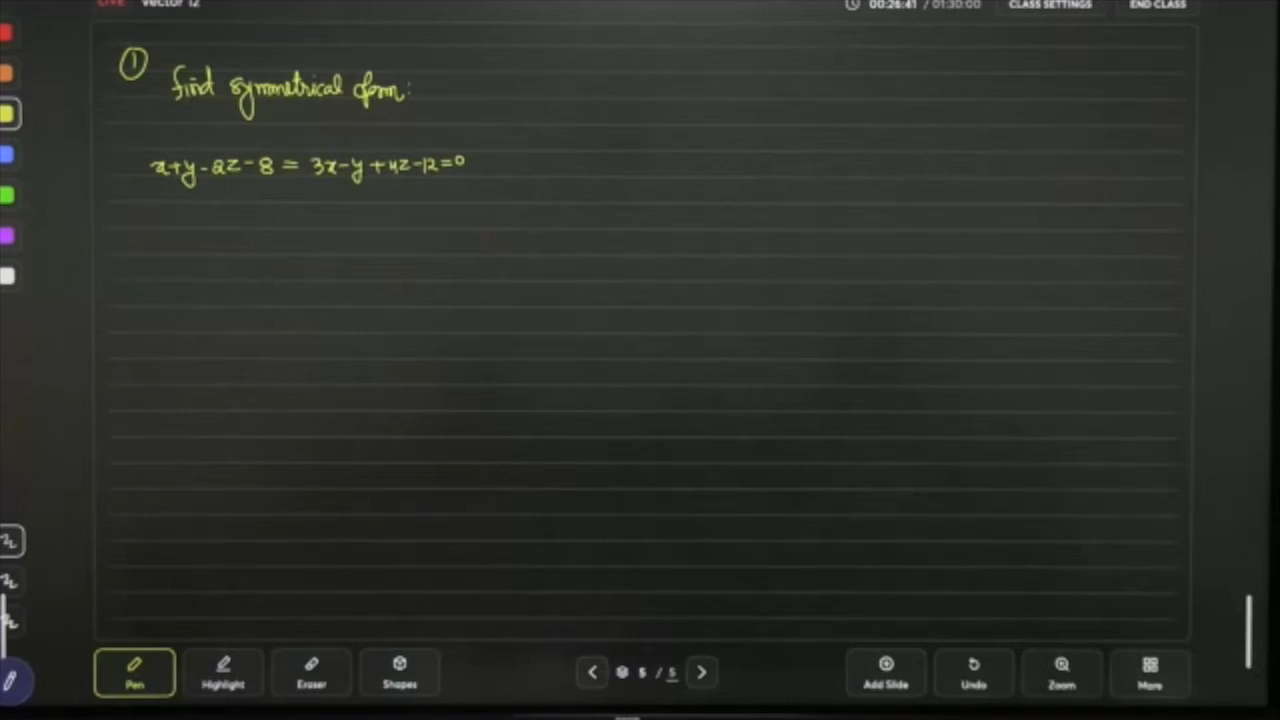 LIVE Vector 12 00:26:41 / 01:30:00 CLASS SETTINGS END CLASS
①
find symmetrical form:
x+y-2z-8 = 3x-y+4z-12=0
Pen Highlight Eraser Shapes 5 / 5 Add Slide Undo Zoom More